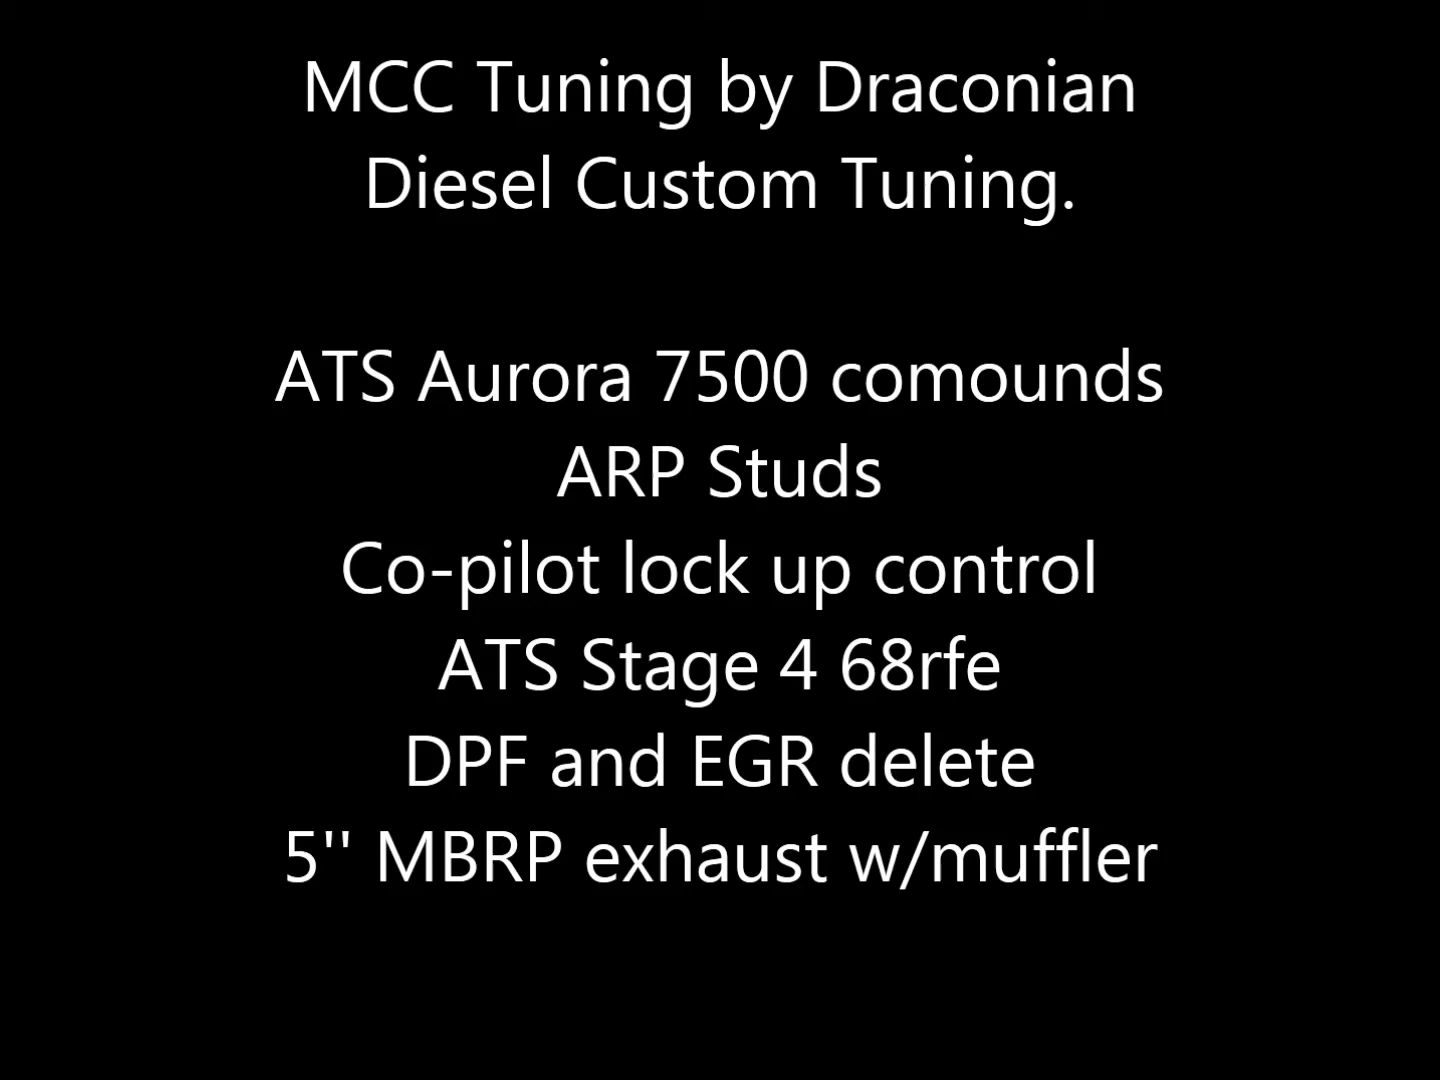 MCC Tuning by Draconian
Diesel Custom Tuning.
ATS Aurora 7500 comounds
ARP Studs
Co-pilot lock up control
ATS Stage 4 68rfe
DPF and EGR delete
5'' MBRP exhaust w/muffler